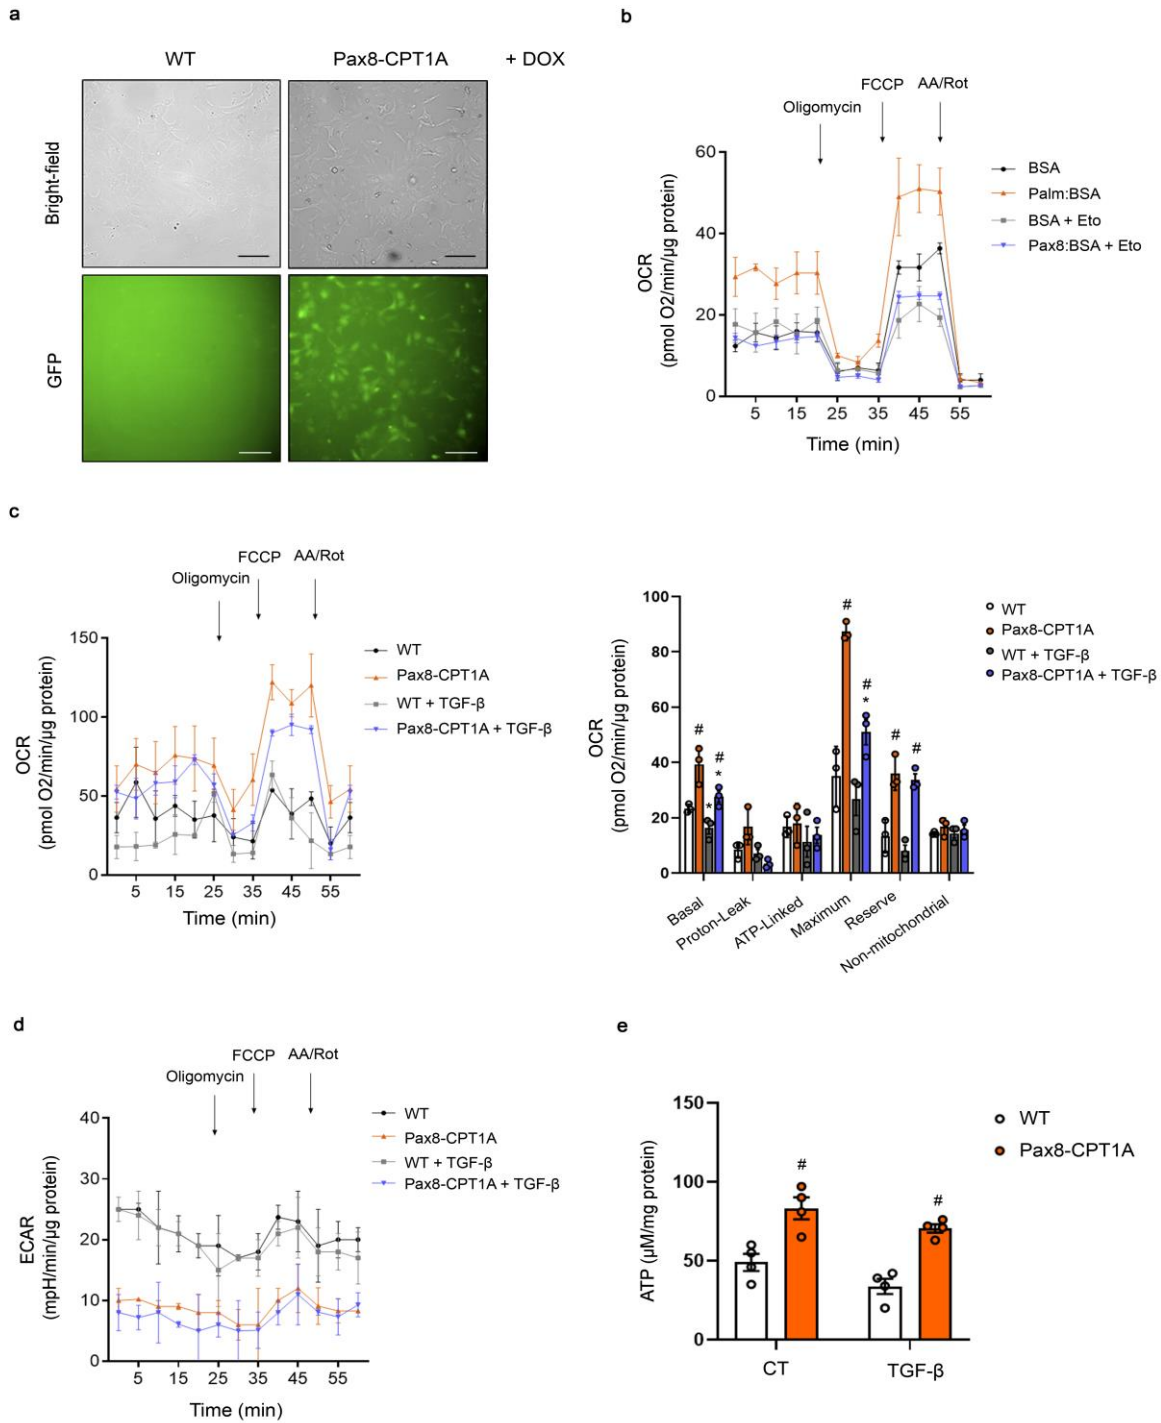 a
WT
Pax8-CPT1A
+ DOX
Bright-field
GFP
b
Oligomycin
FCCP
AA/Rot
OCR
(pmol O2/min/µg protein)
60
40
20
0
5 15 25 35 45 55
Time (min)
BSA
Palm:BSA
BSA + Eto
Pax8:BSA + Eto
c
Oligomycin
FCCP
AA/Rot
OCR
(pmol O2/min/µg protein)
150
100
50
0
5 15 25 35 45 55
Time (min)
WT
Pax8-CPT1A
WT + TGF-β
Pax8-CPT1A + TGF-β
OCR
(pmol O2/min/µg protein)
100
80
60
40
20
0
#
*
#
*
#
#
*
#
#
Basal
Proton-Leak
ATP-Linked
Maximum
Reserve
Non-mitochondrial
WT
Pax8-CPT1A
WT + TGF-β
Pax8-CPT1A + TGF-β
d
Oligomycin
FCCP
AA/Rot
ECAR
(mpH/min/µg protein)
40
30
20
10
0
5 15 25 35 45 55
Time (min)
WT
Pax8-CPT1A
WT + TGF-β
Pax8-CPT1A + TGF-β
e
ATP (µM/mg protein)
150
100
50
0
#
#
CT
TGF-β
WT
Pax8-CPT1A